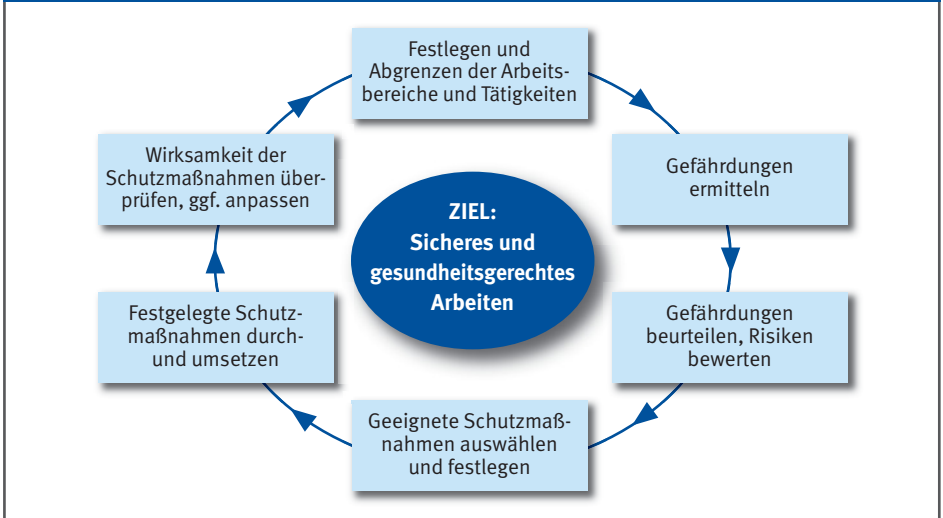 Festlegen und
Abgrenzen der Arbeits-
bereiche und Tätigkeiten
Gefährdungen
ermitteln
Gefährdungen
beurteilen, Risiken
bewerten
Geeignete Schutzmaß-
nahmen auswählen
und festlegen
Festgelegte Schutz-
maßnahmen durch-
und umsetzen
Wirksamkeit der
Schutzmaßnahmen über-
prüfen, ggf. anpassen
ZIEL:
Sicheres und
gesundheitsgerechtes
Arbeiten